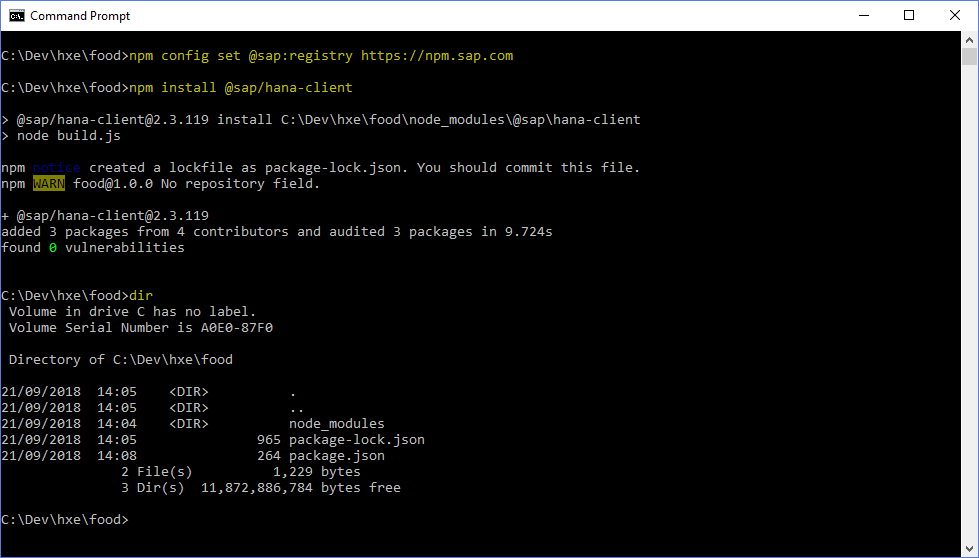 Command Prompt
C:\Dev\hxe\food>npm config set @sap:registry https://npm.sap.com
C:\Dev\hxe\food>npm install @sap/hana-client
> @sap/hana-client@2.3.119 install C:\Dev\hxe\food\node_modules\@sap\hana-client
> node build.js
npm notice created a lockfile as package-lock.json. You should commit this file.
npm WARN food@1.0.0 No repository field.
+ @sap/hana-client@2.3.119
added 3 packages from 4 contributors and audited 3 packages in 9.724s
found 0 vulnerabilities
C:\Dev\hxe\food>dir
Volume in drive C has no label.
Volume Serial Number is A0E0-87F0
Directory of C:\Dev\hxe\food
21/09/2018 14:05 <DIR> .
21/09/2018 14:05 <DIR> ..
21/09/2018 14:04 <DIR> node_modules
21/09/2018 14:05 965 package-lock.json
21/09/2018 14:08 264 package.json
2 File(s) 1,229 bytes
3 Dir(s) 11,872,886,784 bytes free
C:\Dev\hxe\food>